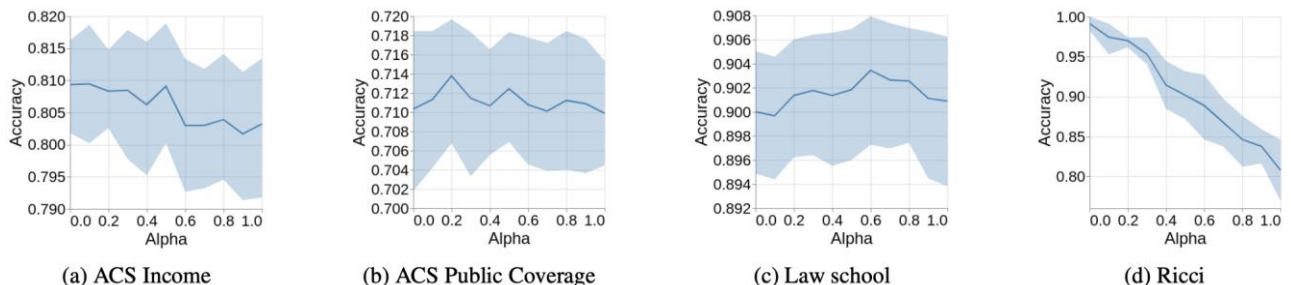 0.820
0.815
0.810
0.805
0.800
0.795
0.790
Accuracy
0.0 0.2 0.4 0.6 0.8 1.0
Alpha
(a) ACS Income
0.720
0.718
0.716
0.714
0.712
0.710
0.708
0.706
0.704
0.702
0.700
Accuracy
0.0 0.2 0.4 0.6 0.8 1.0
Alpha
(b) ACS Public Coverage
0.908
0.906
0.904
0.902
0.900
0.898
0.896
0.894
0.892
Accuracy
0.0 0.2 0.4 0.6 0.8 1.0
Alpha
(c) Law school
1.00
0.95
0.90
0.85
0.80
Accuracy
0.0 0.2 0.4 0.6 0.8 1.0
Alpha
(d) Ricci